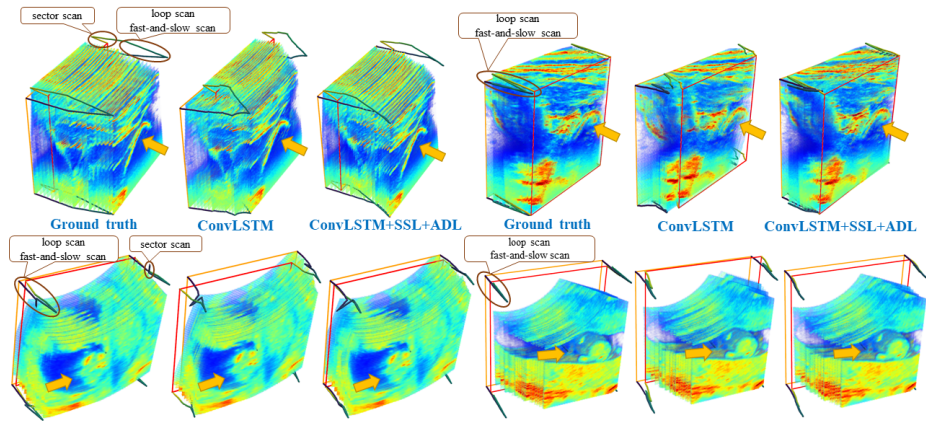 sector scan
loop scan
fast-and-slow scan
loop scan
fast-and-slow scan
Ground truth
ConvLSTM
ConvLSTM+SSL+ADL
Ground truth
ConvLSTM
ConvLSTM+SSL+ADL
loop scan
fast-and-slow scan
sector scan
loop scan
fast-and-slow scan